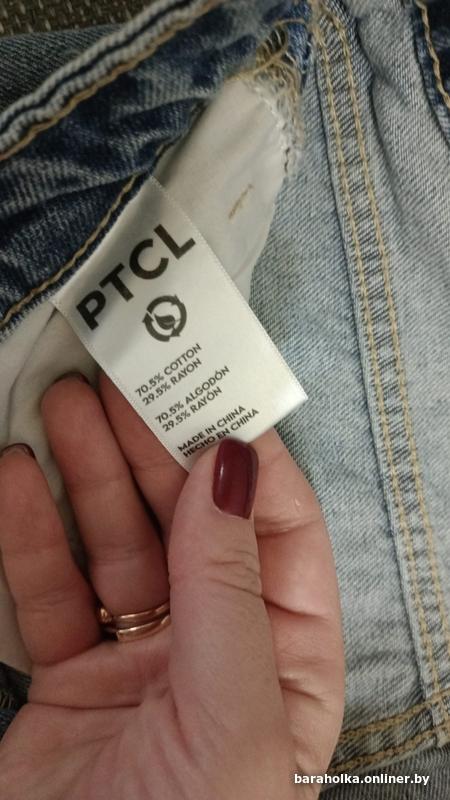 PTCL
70.5% COTTON
29.5% RAYON
70.5% ALGODÓN
29.5% RAYON
MADE IN CHINA
HECHO EN CHINA
baraholka.onliner.by